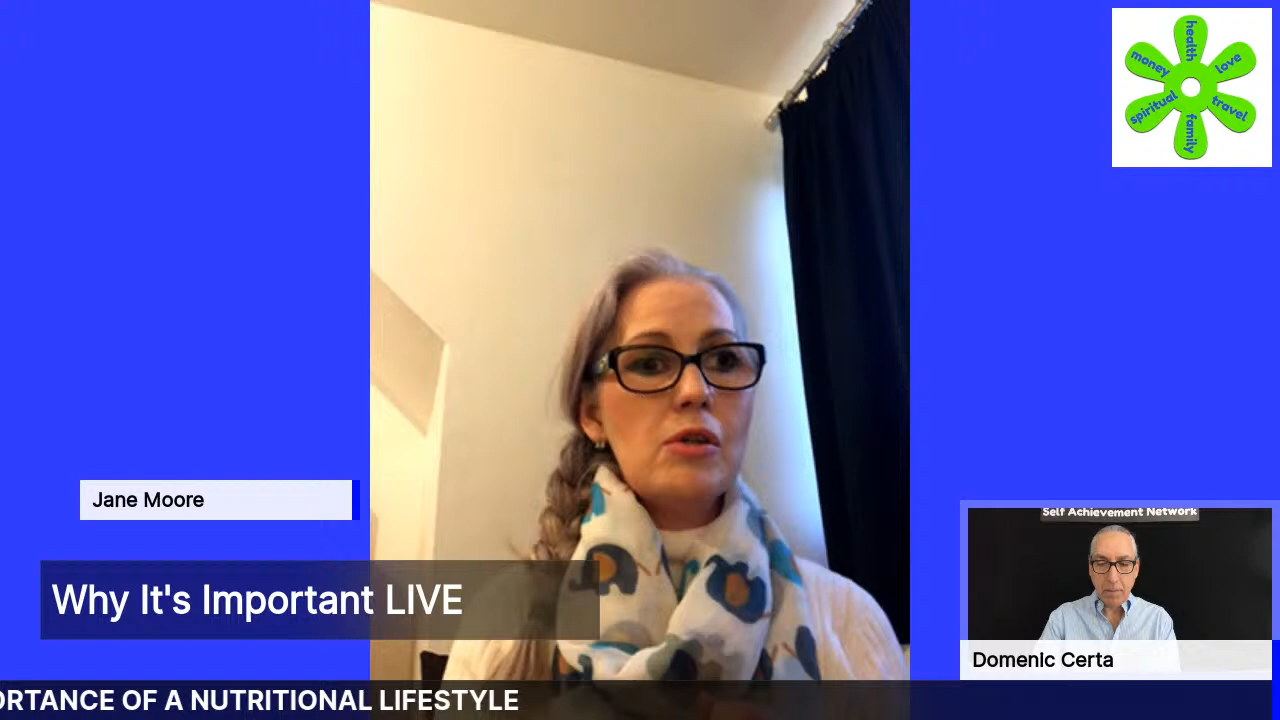 health
love
travel
family
spiritual
money
Jane Moore
Self Achievement Network
Why It's Important LIVE
Domenic Certa
ORTANCE OF A NUTRITIONAL LIFESTYLE